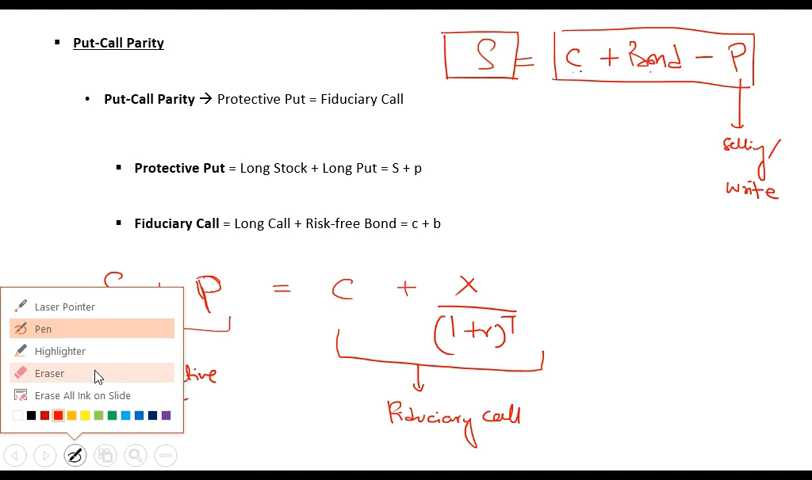 Put-Call Parity
S = C + Bond - P
Put-Call Parity → Protective Put = Fiduciary Call
selling/
write
Protective Put = Long Stock + Long Put = S + p
Fiduciary Call = Long Call + Risk-free Bond = c + b
P = C + X
(1+r)^T
Fiduciary call
Laser Pointer
Pen
Highlighter
Eraser
Erase All Ink on Slide